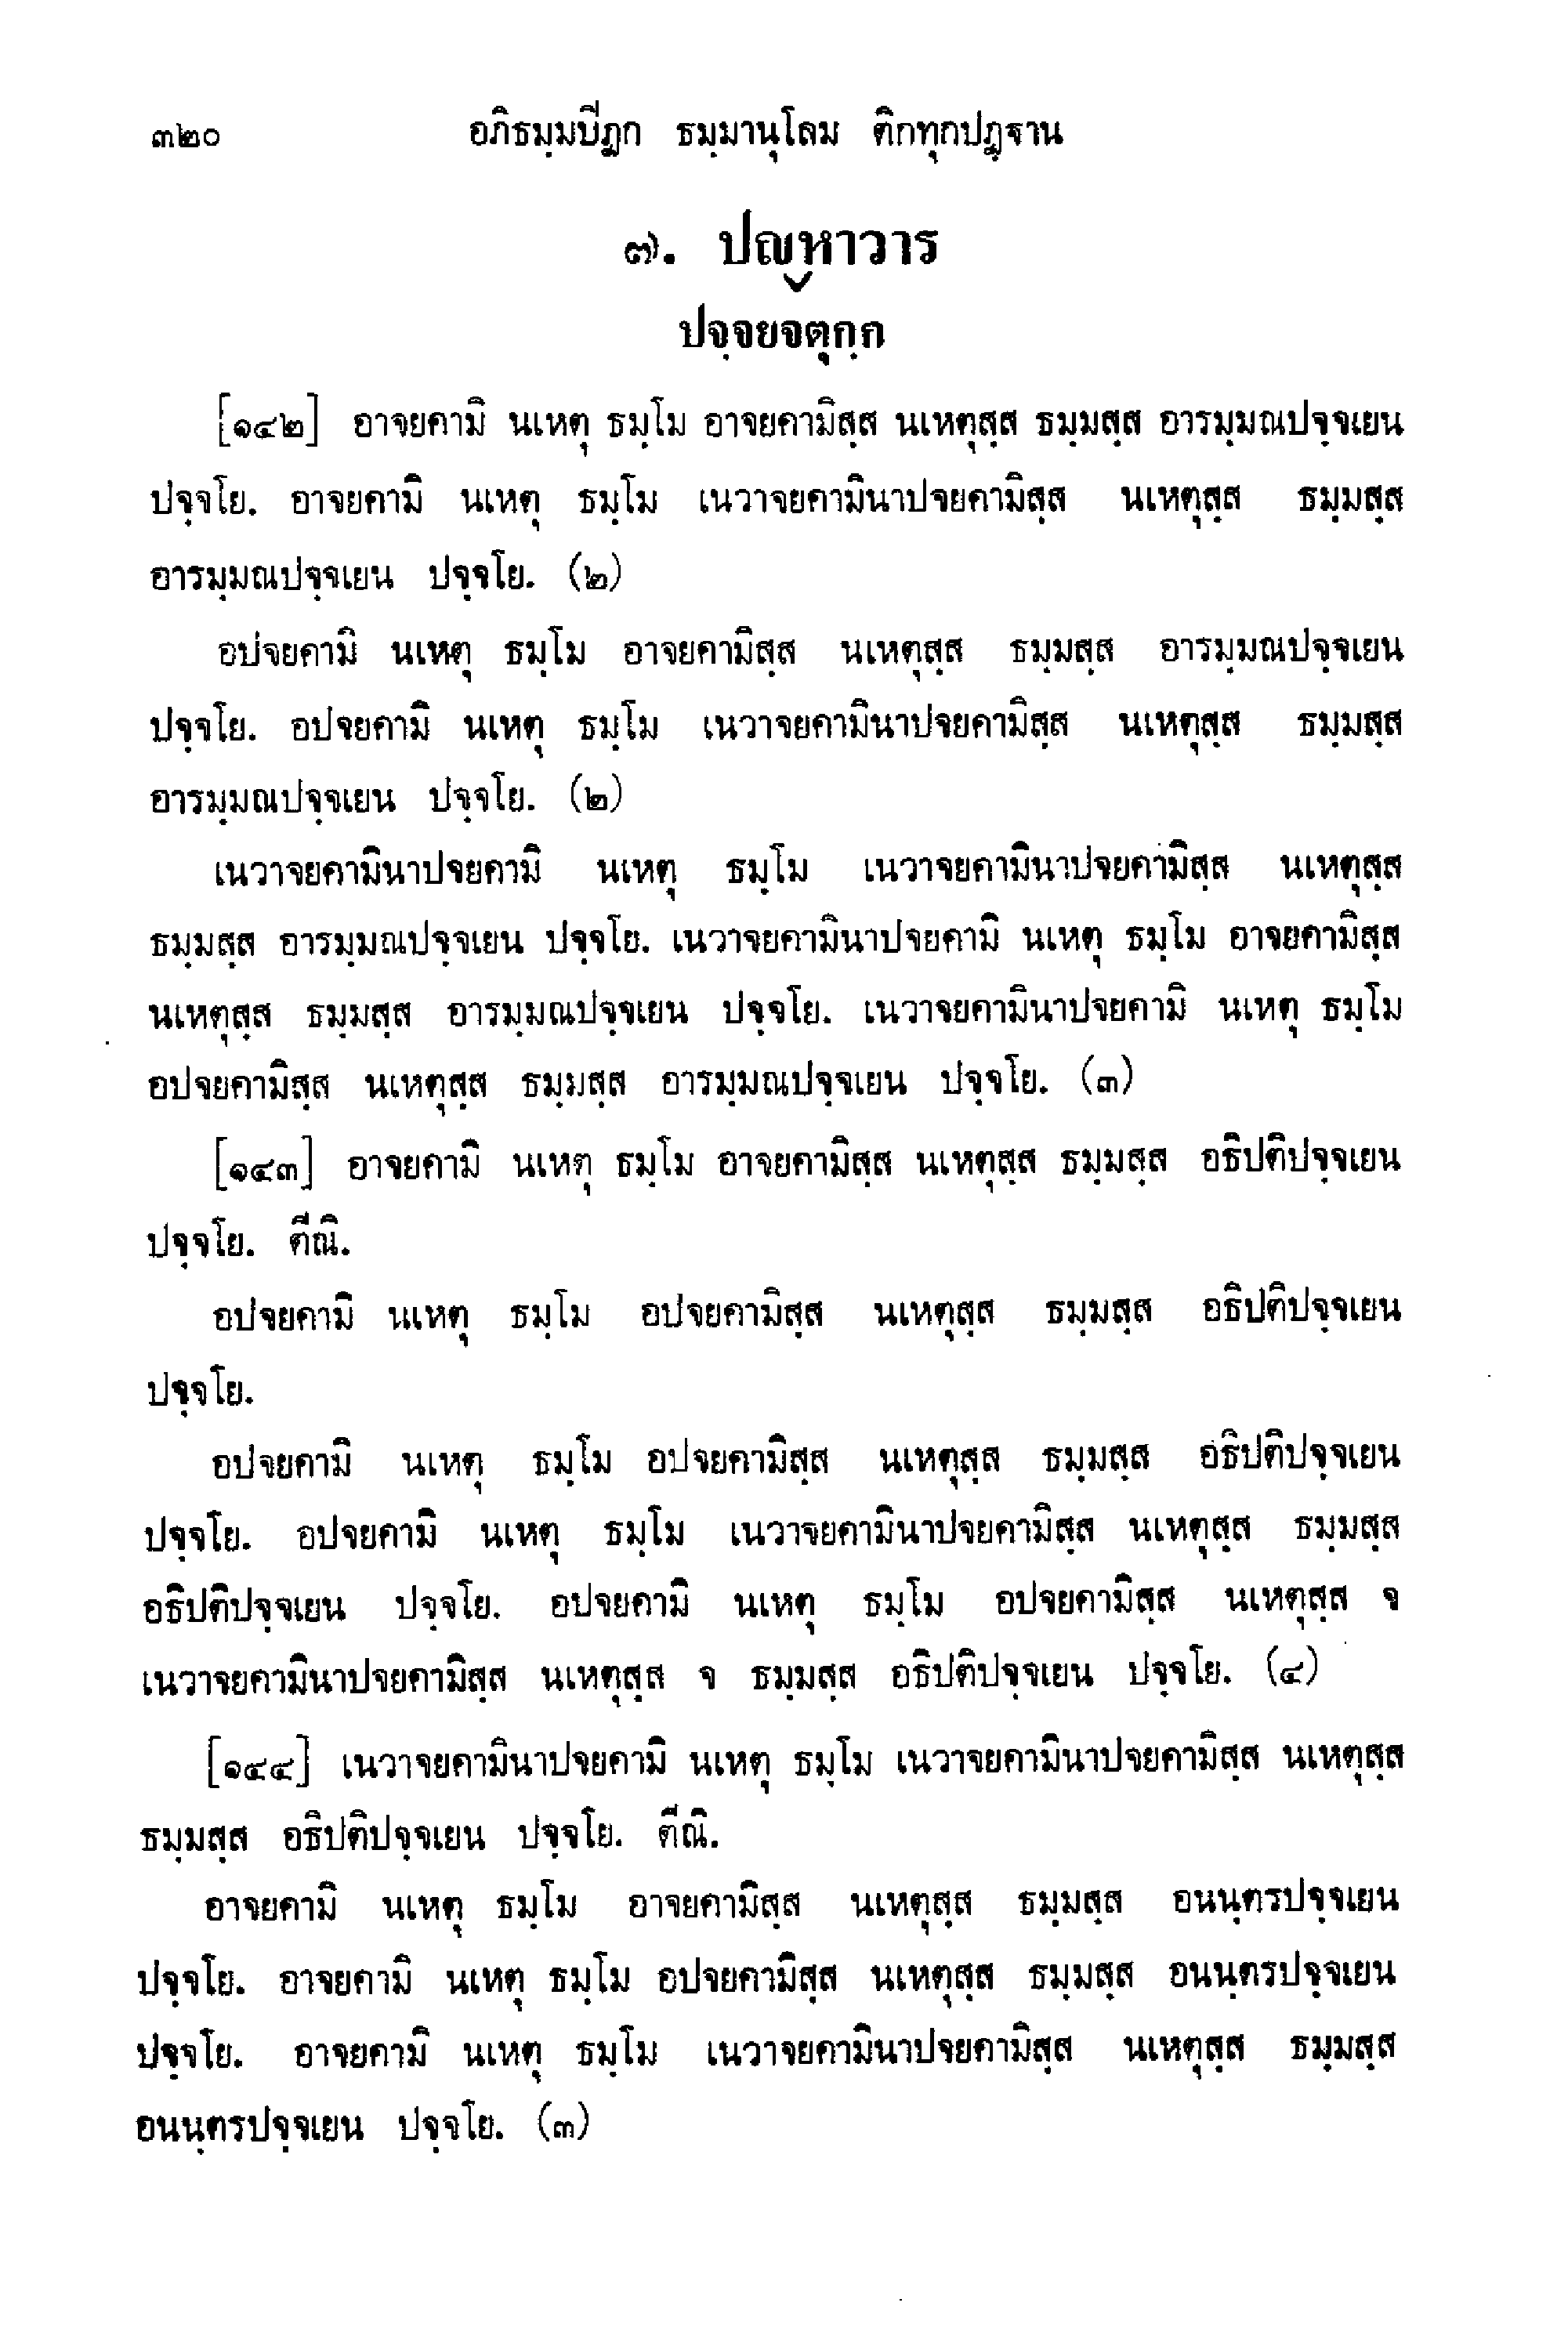 ๓๒๐ อภิธมฺมปีฏก ธมฺมานุโลม ติกทุกปฏฺฐาน
๗. ปญฺหาวาร
ปจฺจยจตุกฺก
[๑๔๒] อาจยคามิ นเหตุ ธมฺโม อาจยคามิสฺส นเหตุสฺส ธมฺมสฺส อารมฺมณปจฺจเยน
ปจฺจโย. อาจยคามิ นเหตุ ธมฺโม เนวาจยคามินาปจยคามิสฺส นเหตุสฺส ธมฺมสฺส
อารมฺมณปจฺจเยน ปจฺจโย. (๒)
อปจยคามิ นเหตุ ธมฺโม อาจยคามิสฺส นเหตุสฺส ธมฺมสฺส อารมฺมณปจฺจเยน
ปจฺจโย. อปจยคามิ นเหตุ ธมฺโม เนวาจยคามินาปจยคามิสฺส นเหตุสฺส ธมฺมสฺส
อารมฺมณปจฺจเยน ปจฺจโย. (๒)
เนวาจยคามินาปจยคามิ นเหตุ ธมฺโม เนวาจยคามินาปจยคามิสฺส นเหตุสฺส
ธมฺมสฺส อารมฺมณปจฺจเยน ปจฺจโย. เนวาจยคามินาปจยคามิ นเหตุ ธมฺโม อาจยคามิสฺส
นเหตุสฺส ธมฺมสฺส อารมฺมณปจฺจเยน ปจฺจโย. เนวาจยคามินาปจยคามิ นเหตุ ธมฺโม
อปจยคามิสฺส นเหตุสฺส ธมฺมสฺส อารมฺมณปจฺจเยน ปจฺจโย. (๓)
[๑๔๓] อาจยคามิ นเหตุ ธมฺโม อาจยคามิสฺส นเหตุสฺส ธมฺมสฺส อธิปติปจฺจเยน
ปจฺจโย. ตีณิ.
อปจยคามิ นเหตุ ธมฺโม อปจยคามิสฺส นเหตุสฺส ธมฺมสฺส อธิปติปจฺจเยน
ปจฺจโย.
อปจยคามิ นเหตุ ธมฺโม อปจยคามิสฺส นเหตุสฺส ธมฺมสฺส อธิปติปจฺจเยน
ปจฺจโย. อปจยคามิ นเหตุ ธมฺโม เนวาจยคามินาปจยคามิสฺส นเหตุสฺส ธมฺมสฺส
อธิปติปจฺจเยน ปจฺจโย. อปจยคามิ นเหตุ ธมฺโม อปจยคามิสฺส นเหตุสฺส จ
เนวาจยคามินาปจยคามิสฺส นเหตุสฺส จ ธมฺมสฺส อธิปติปจฺจเยน ปจฺจโย. (๔)
[๑๔๔] เนวาจยคามินาปจยคามิ นเหตุ ธมฺโม เนวาจยคามินาปจยคามิสฺส นเหตุสฺส
ธมฺมสฺส อธิปติปจฺจเยน ปจฺจโย. ตีณิ.
อาจยคามิ นเหตุ ธมฺโม อาจยคามิสฺส นเหตุสฺส ธมฺมสฺส อนนฺตรปจฺจเยน
ปจฺจโย. อาจยคามิ นเหตุ ธมฺโม อปจยคามิสฺส นเหตุสฺส ธมฺมสฺส อนนฺตรปจฺจเยน
ปจฺจโย. อาจยคามิ นเหตุ ธมฺโม เนวาจยคามินาปจยคามิสฺส นเหตุสฺส ธมฺมสฺส
อนนฺตรปจฺจเยน ปจฺจโย. (๓)